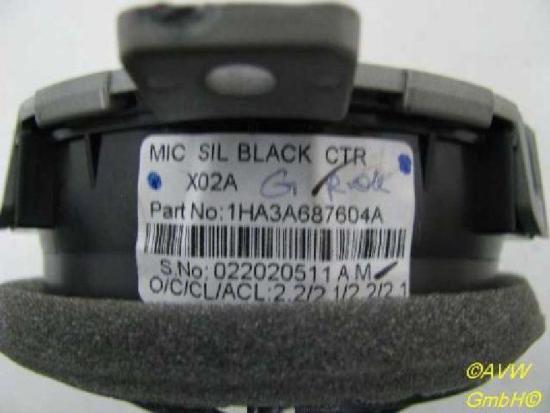 MIC SIL BLACK CTR
X02A G
Part No:1HA3A687604A
S.No:022020511AM
O/C/CL/ACL:2.2/2.1/2.2/2.1
©AVW
GmbH©